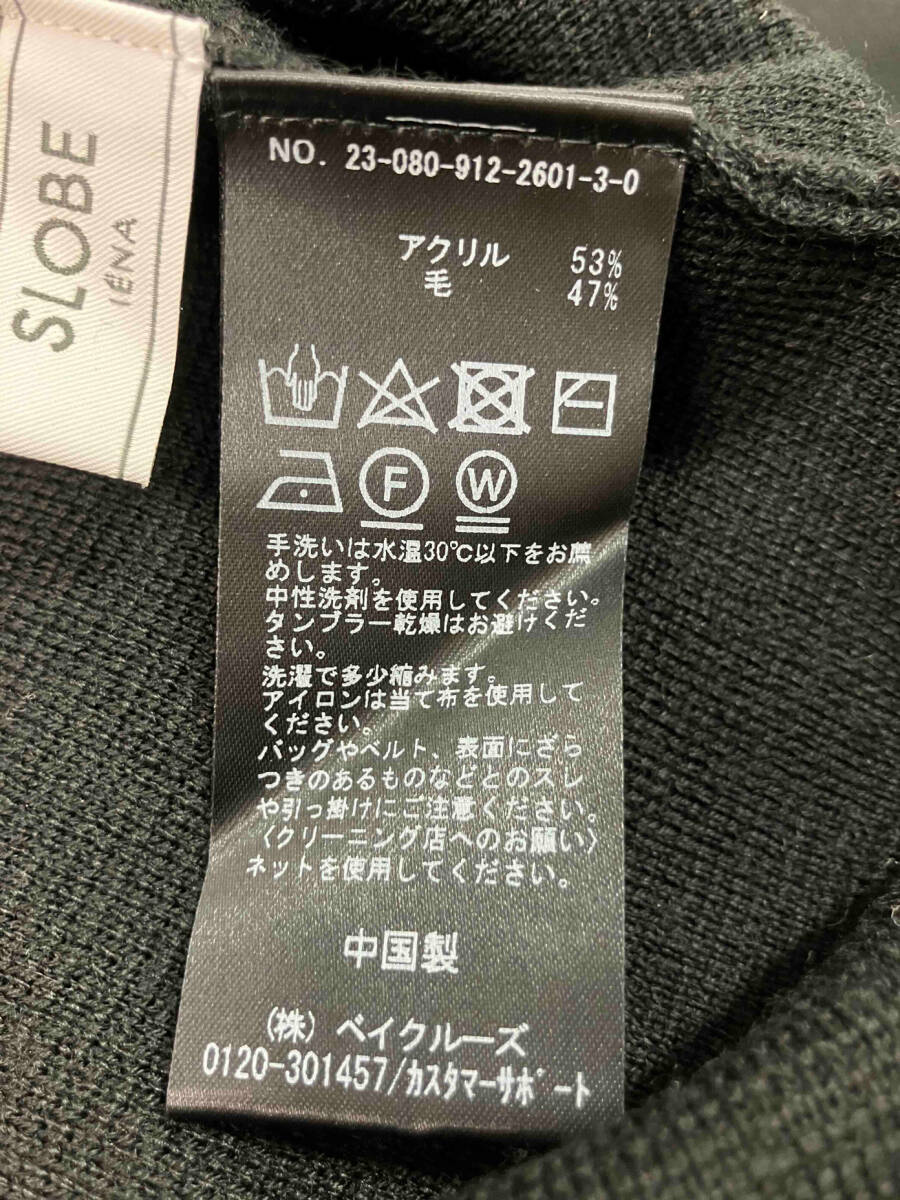 SLOBE
IÉNA
NO. 23-080-912-2601-3-0
アクリル 53%
毛 47%
F W
手洗いは水温30℃以下をお薦
めします。
中性洗剤を使用してください。
タンブラー乾燥はお避けくだ
さい。
洗濯で多少縮みます。
アイロンは当て布を使用して
ください。
バッグやベルト、表面にざら
つきのあるものなどとのスレ
や引っ掛けにご注意ください。
〈クリーニング店へのお願い〉
ネットを使用してください。
中国製
(株) ベイクルーズ
0120-301457/カスタマーサポート